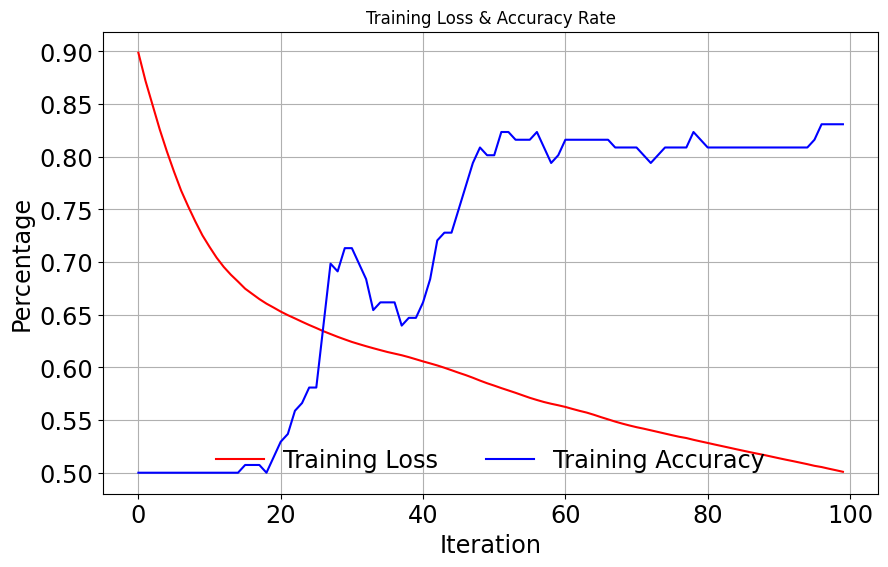 Training Loss & Accuracy Rate
0.90
0.85
0.80
0.75
0.70
0.65
0.60
0.55
0.50
Percentage
Training Loss Training Accuracy
0 20 40 60 80 100
Iteration